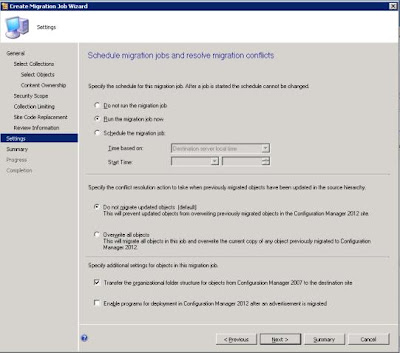 Create Migration Job Wizard
Settings
General
Select Collections
Select Objects
Content Ownership
Security Scope
Collection Limiting
Site Code Replacement
Review Information
Settings
Summary
Progress
Completion
Schedule migration jobs and resolve migration conflicts
Specify the schedule for this migration job. After a job is started the schedule cannot be changed.
Do not run the migration job
Run the migration job now
Schedule the migration job:
Time based on:
Destination server local time
Start Time:
Specify the conflict resolution action to take when previously migrated objects have been updated in the source hierarchy.
Do not migrate updated objects (default)
This will prevent updated objects from overwriting previously migrated objects in the Configuration Manager 2012 site.
Overwrite all objects
This will migrate all objects in this job and overwrite the current copy of any object previously migrated to Configuration
Manager 2012.
Specify additional settings for objects in this migration job.
Transfer the organizational folder structure for objects from Configuration Manager 2007 to the destination site
Enable programs for deployment in Configuration Manager 2012 after an advertisement is migrated
< Previous
Next >
Summary
Cancel